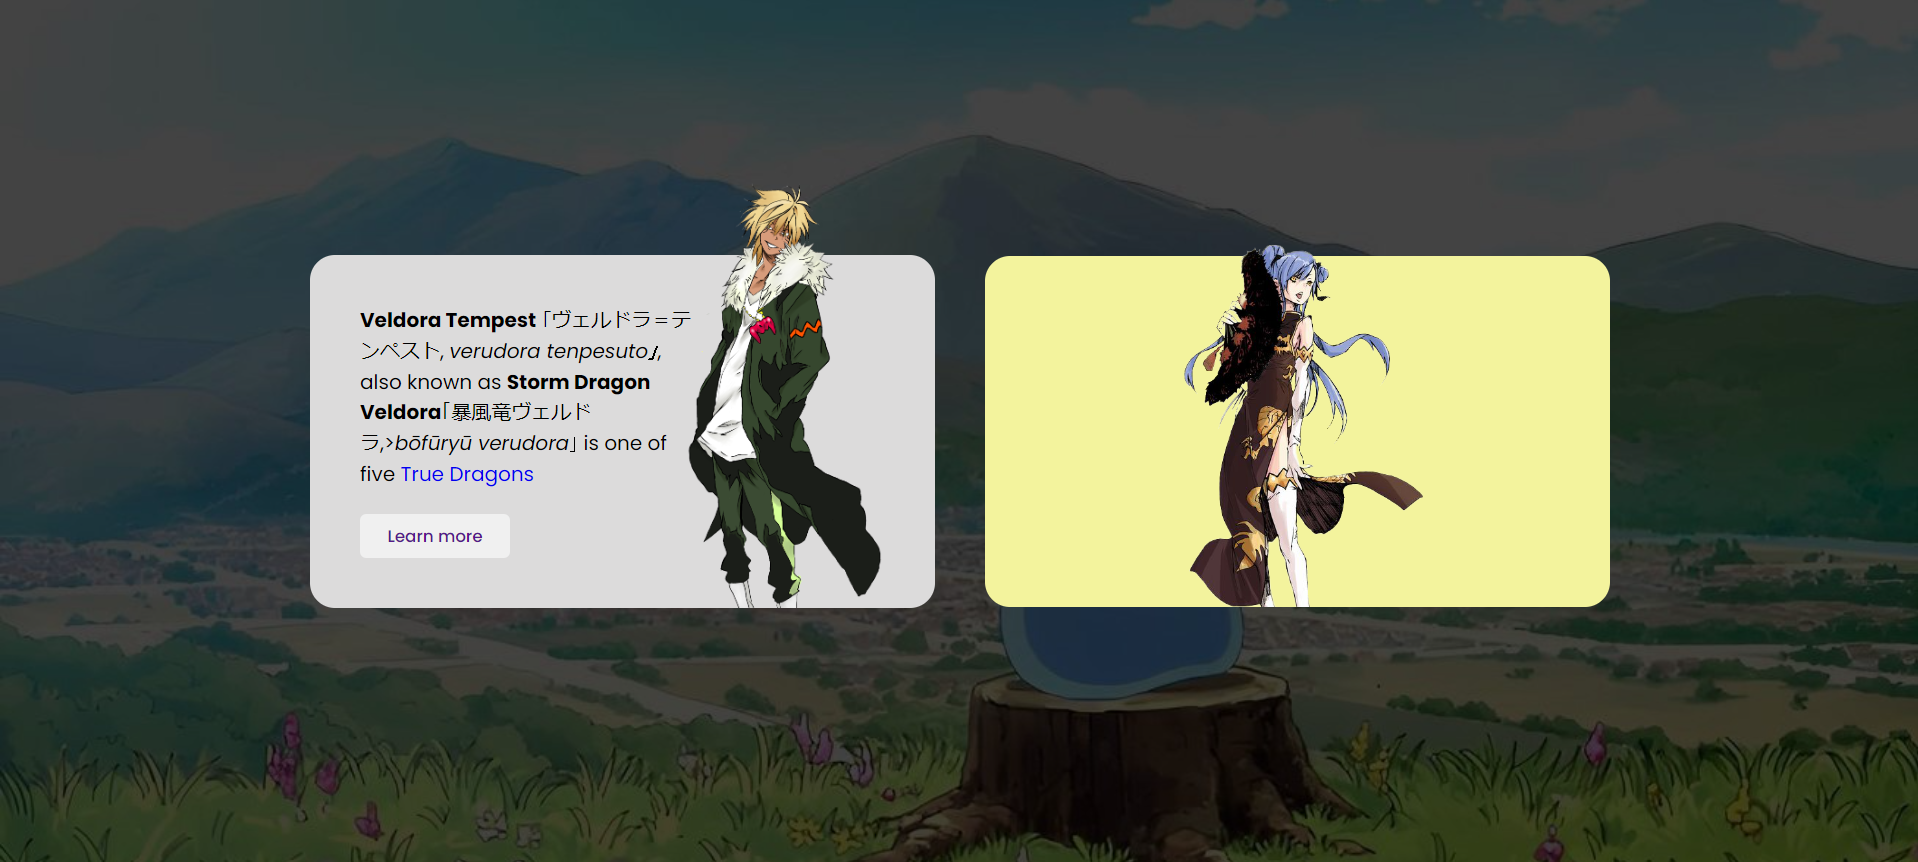 Veldora Tempest 「ヴェルドラ＝テ
ンペスト, verudora tenpesuto」,
also known as Storm Dragon
Veldora「暴風竜ヴェルド
ラ,>bōfūryū verudora」 is one of
five True Dragons
Learn more